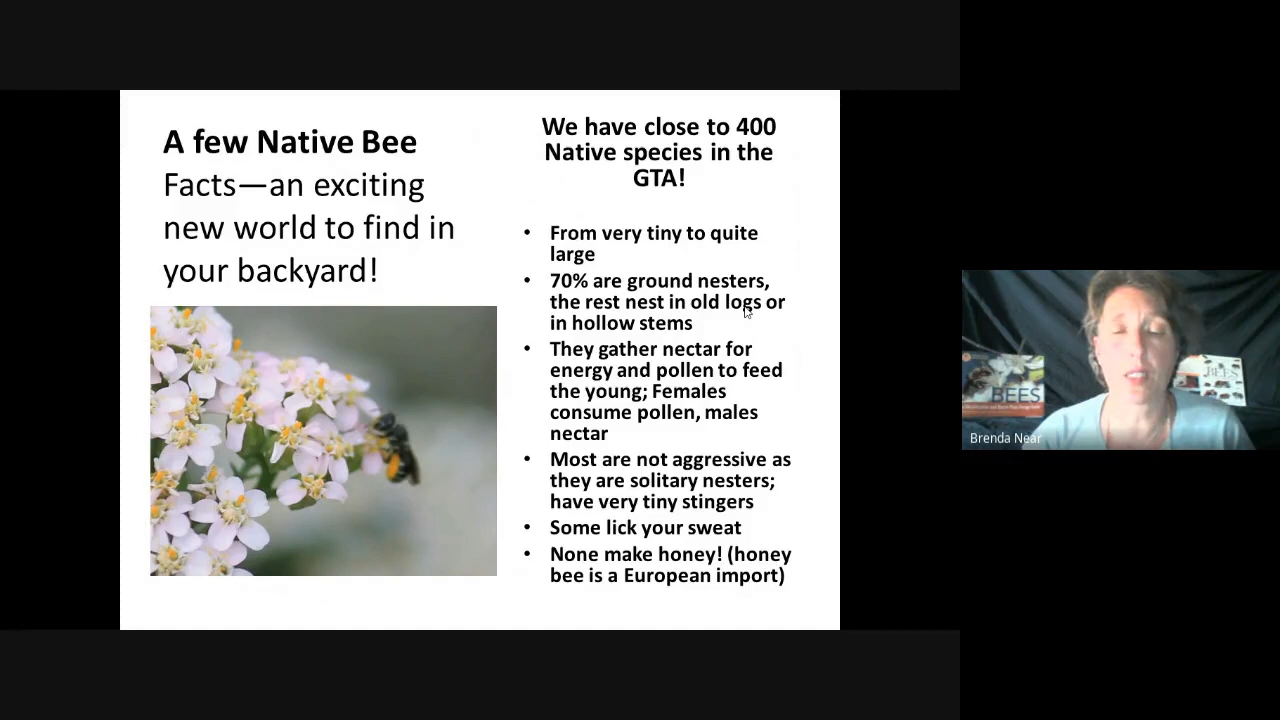 A few Native Bee
Facts—an exciting
new world to find in
your backyard!
We have close to 400
Native species in the
GTA!
• From very tiny to quite
large
• 70% are ground nesters,
the rest nest in old logs or
in hollow stems
• They gather nectar for
energy and pollen to feed
the young; Females
consume pollen, males
nectar
• Most are not aggressive as
they are solitary nesters;
have very tiny stingers
• Some lick your sweat
• None make honey! (honey
bee is a European import)
BEES
BEES
Brenda Near